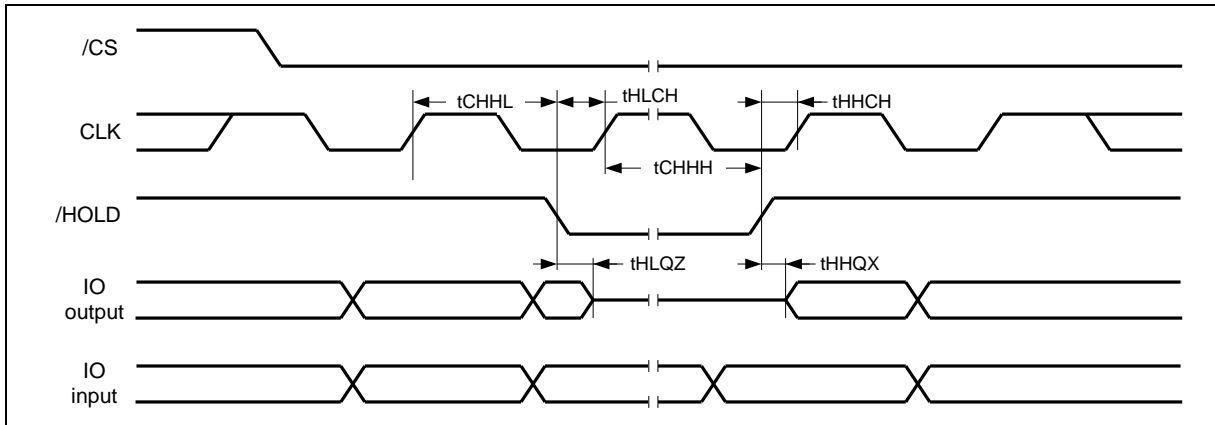 /CS
tCHHL
tHLCH
tHHCH
CLK
tCHHH
/HOLD
tHLQZ
tHHQX
IO
output
IO
input